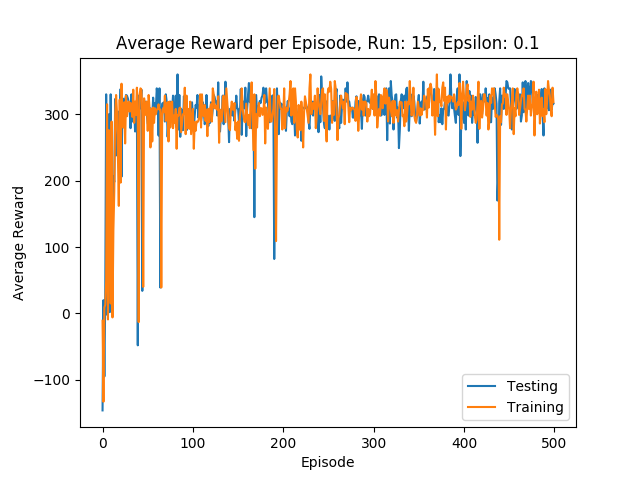 Average Reward per Episode, Run: 15, Epsilon: 0.1
Average Reward
300
200
100
0
−100
0 100 200 300 400 500
Episode
Testing
Training